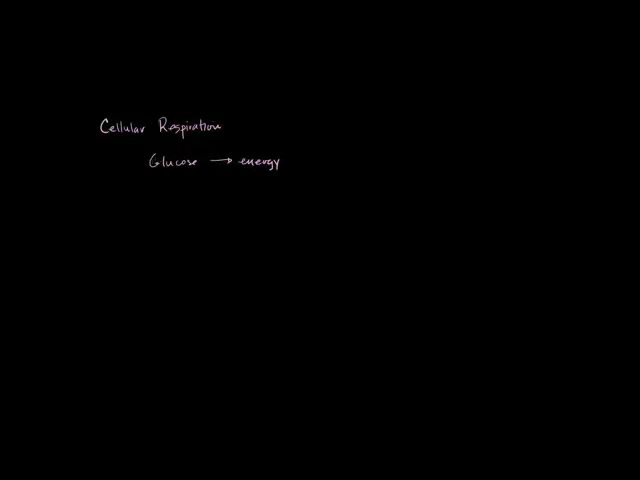 Cellular Respiration
Glucose → energy